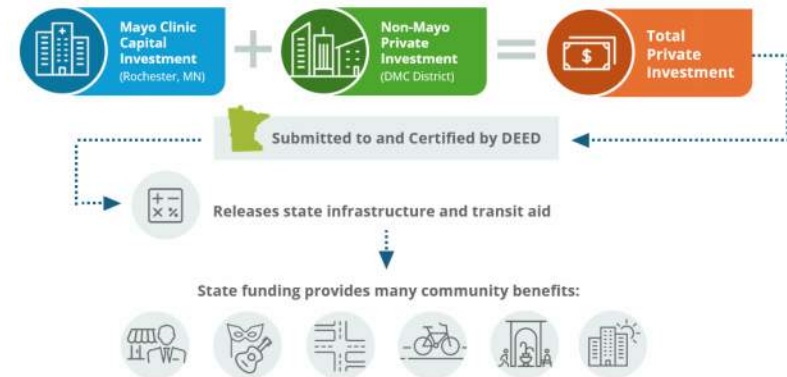 Mayo Clinic
Capital
Investment
(Rochester, MN)
+
Non-Mayo
Private
Investment
(DMC District)
=
$
Total
Private
Investment
Submitted to and Certified by DEED
+ −
× %
Releases state infrastructure and transit aid
State funding provides many community benefits: